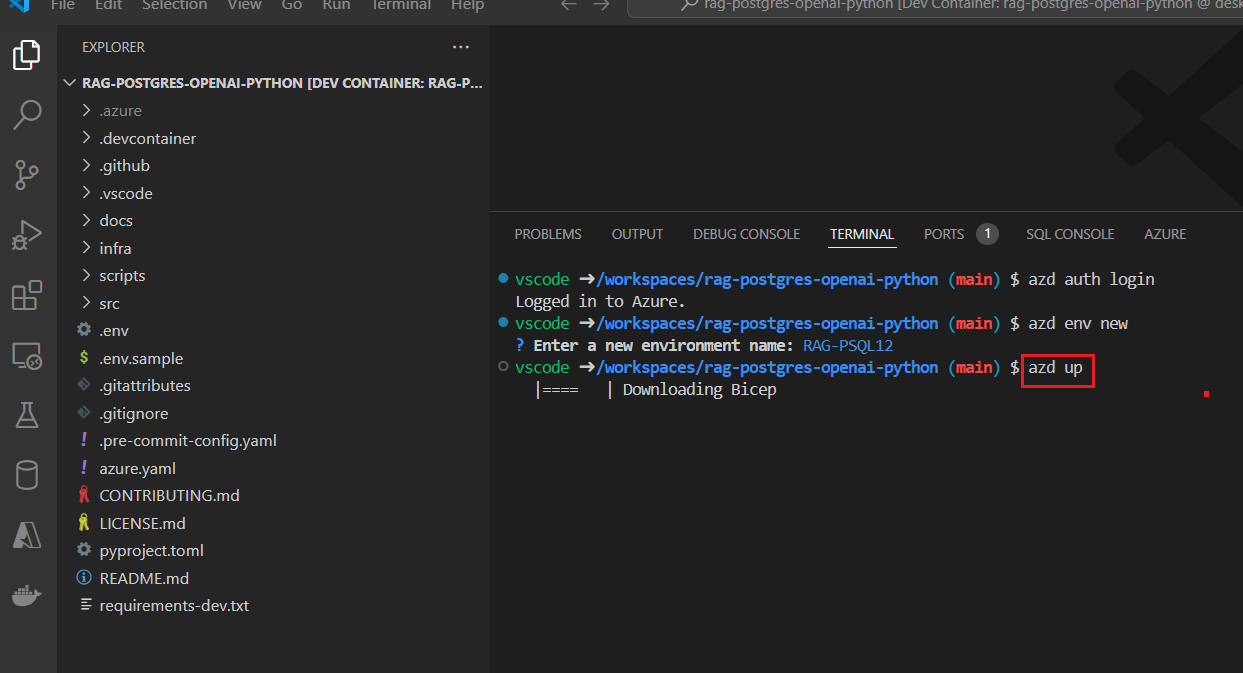 File Edit Selection View Go Run Terminal Help
rag-postgres-openai-python [Dev Container: rag-postgres-openai-python @ desk
EXPLORER
RAG-POSTGRES-OPENAI-PYTHON [DEV CONTAINER: RAG-P...
.azure
.devcontainer
.github
.vscode
docs
infra
scripts
src
.env
.env.sample
.gitattributes
.gitignore
.pre-commit-config.yaml
azure.yaml
CONTRIBUTING.md
LICENSE.md
pyproject.toml
README.md
requirements-dev.txt
PROBLEMS OUTPUT DEBUG CONSOLE TERMINAL PORTS 1 SQL CONSOLE AZURE
vscode ➜/workspaces/rag-postgres-openai-python (main) $ azd auth login
Logged in to Azure.
vscode ➜/workspaces/rag-postgres-openai-python (main) $ azd env new
? Enter a new environment name: RAG-PSQL12
vscode ➜/workspaces/rag-postgres-openai-python (main) $ azd up
|==== | Downloading Bicep